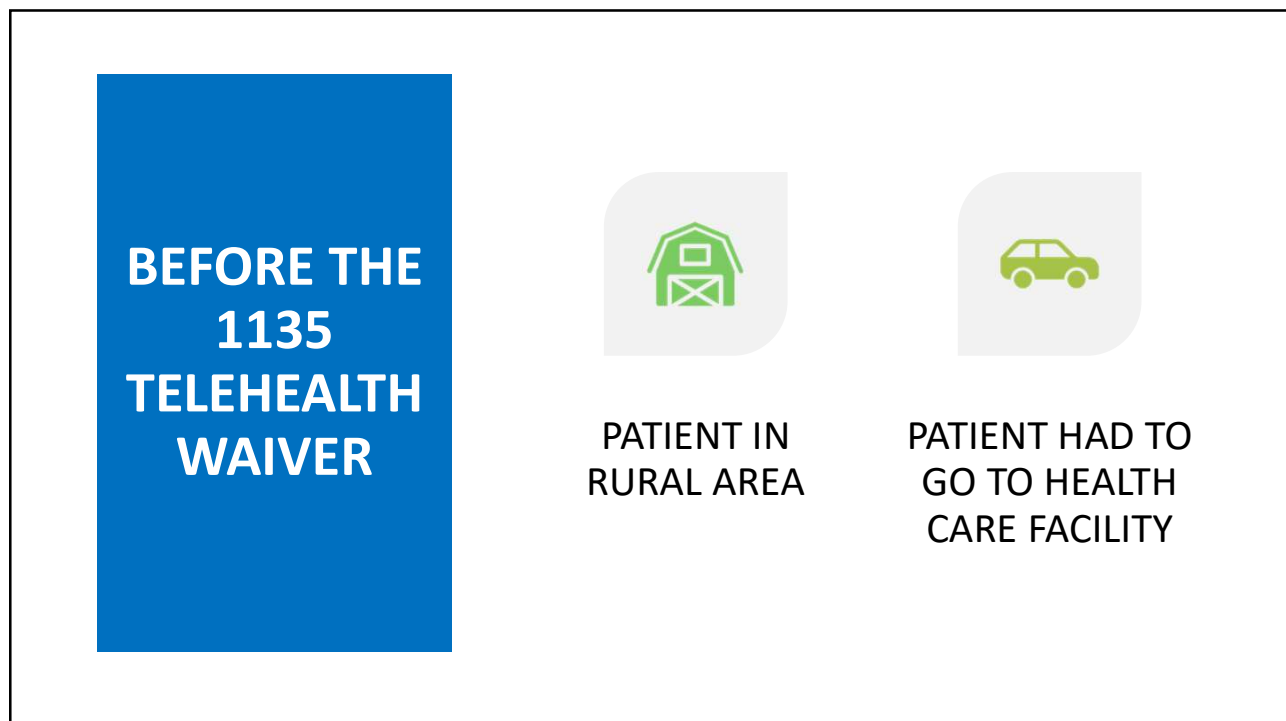 BEFORE THE
1135
TELEHEALTH
WAIVER
PATIENT IN
RURAL AREA
PATIENT HAD TO
GO TO HEALTH
CARE FACILITY